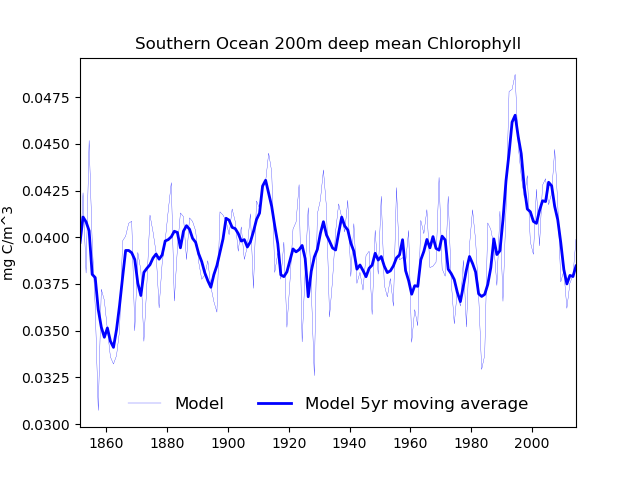 Southern Ocean 200m deep mean Chlorophyll
mg C/m^3
0.0475
0.0450
0.0425
0.0400
0.0375
0.0350
0.0325
0.0300
Model
Model 5yr moving average
1860 1880 1900 1920 1940 1960 1980 2000